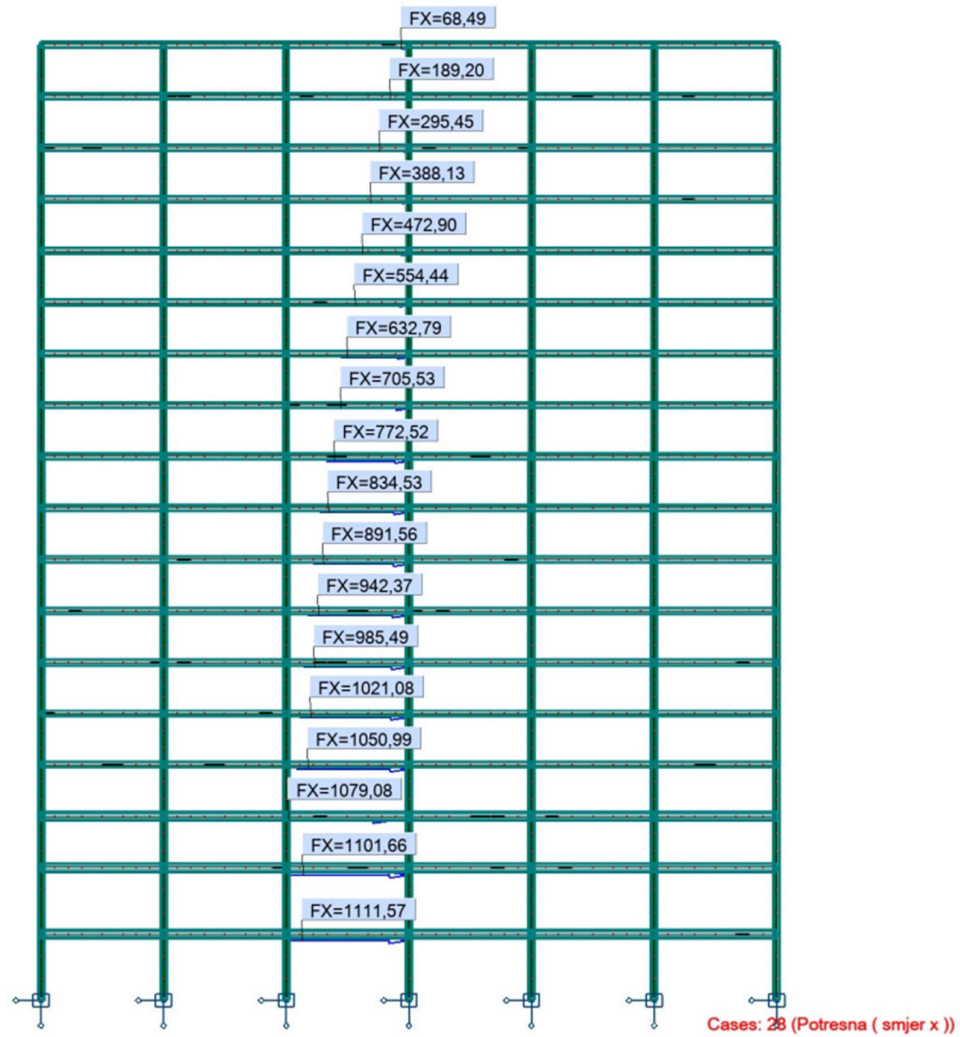 FX=68,49
FX=189,20
FX=295,45
FX=388,13
FX=472,90
FX=554,44
FX=632,79
FX=705,53
FX=772,52
FX=834,53
FX=891,56
FX=942,37
FX=985,49
FX=1021,08
FX=1050,99
FX=1079,08
FX=1101,66
FX=1111,57
Cases: 28 (Potresna ( smjer x ))